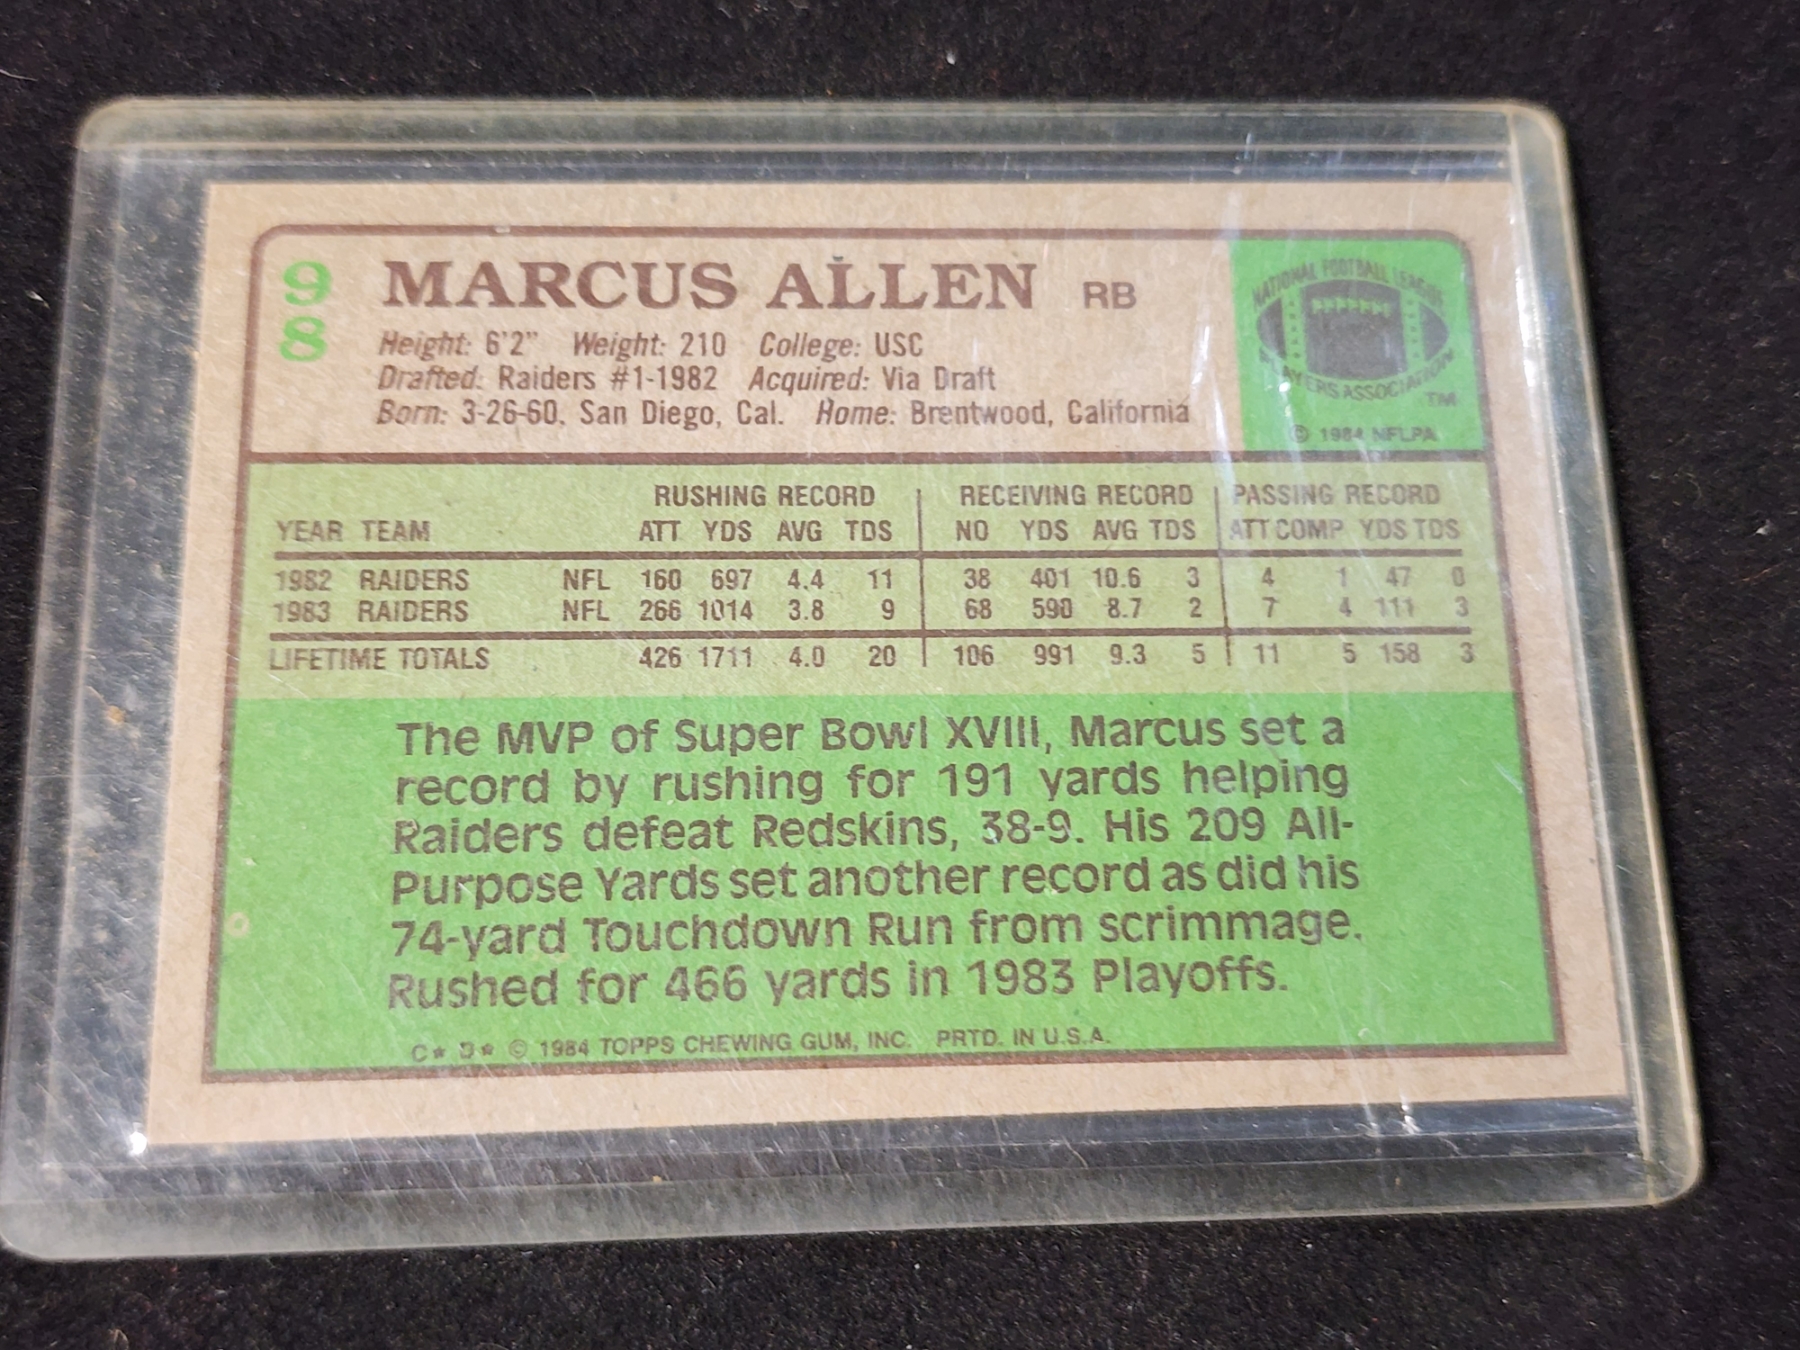 98
MARCUS ALLEN RB
Height: 6'2" Weight: 210 College: USC
Drafted: Raiders #1-1982 Acquired: Via Draft
Born: 3-26-60, San Diego, Cal. Home: Brentwood, California
NATIONAL FOOTBALL LEAGUE
PLAYERS ASSOCIATION
TM
© 1984 NFLPA
RUSHING RECORD RECEIVING RECORD PASSING RECORD
YEAR TEAM ATT YDS AVG TDS NO YDS AVG TDS ATT COMP YDS TDS
1982 RAIDERS NFL 160 697 4.4 11 38 401 10.6 3 4 1 47 0
1983 RAIDERS NFL 266 1014 3.8 9 68 590 8.7 2 7 4 111 3
LIFETIME TOTALS 426 1711 4.0 20 106 991 9.3 5 11 5 158 3
The MVP of Super Bowl XVIII, Marcus set a
record by rushing for 191 yards helping
Raiders defeat Redskins, 38-9. His 209 All-
Purpose Yards set another record as did his
74-yard Touchdown Run from scrimmage.
Rushed for 466 yards in 1983 Playoffs.
C* D* © 1984 TOPPS CHEWING GUM, INC. PRTD. IN U.S.A.